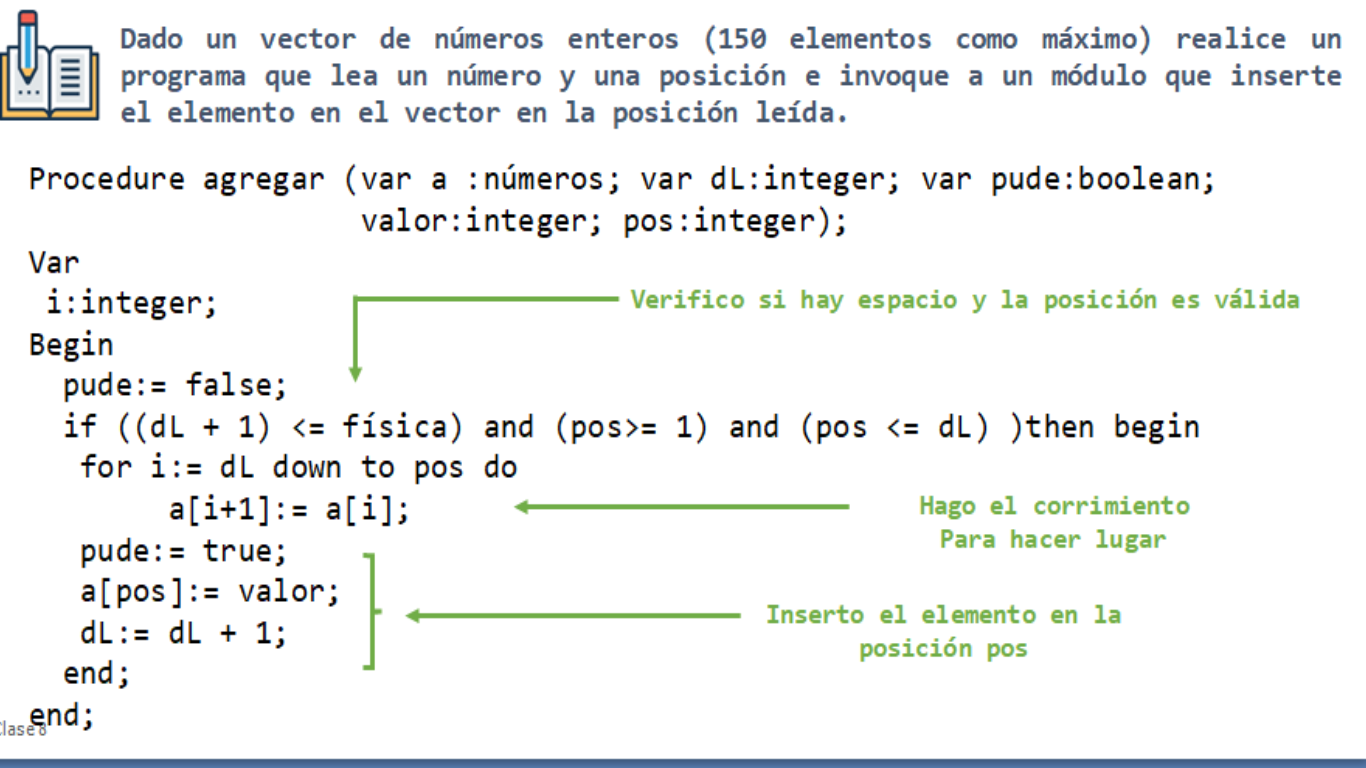 Dado un vector de números enteros (150 elementos como máximo) realice un
programa que lea un número y una posición e invoque a un módulo que inserte
el elemento en el vector en la posición leída.
Procedure agregar (var a :números; var dL:integer; var pude:boolean;
valor:integer; pos:integer);
Var
i:integer;
Verifico si hay espacio y la posición es válida
Begin
pude:= false;
if ((dL + 1) <= física) and (pos>= 1) and (pos <= dL) )then begin
for i:= dL down to pos do
a[i+1]:= a[i];
Hago el corrimiento
Para hacer lugar
pude:= true;
a[pos]:= valor;
dL:= dL + 1;
Inserto el elemento en la
posición pos
end;
end;
Clase 8